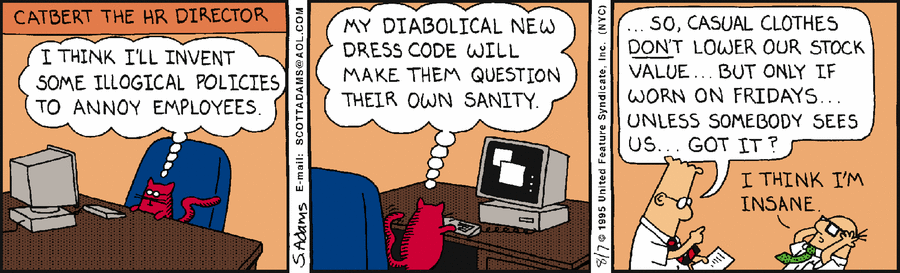 CATBERT THE HR DIRECTOR
I THINK I'LL INVENT
SOME ILLOGICAL POLICIES
TO ANNOY EMPLOYEES.
S.Adams E-mail: SCOTTADAMS@AOL.COM
MY DIABOLICAL NEW
DRESS CODE WILL
MAKE THEM QUESTION
THEIR OWN SANITY.
8/7 © 1995 United Feature Syndicate, Inc. (NYC)
...SO, CASUAL CLOTHES
DON'T LOWER OUR STOCK
VALUE... BUT ONLY IF
WORN ON FRIDAYS...
UNLESS SOMEBODY SEES
US... GOT IT?
I THINK I'M
INSANE.